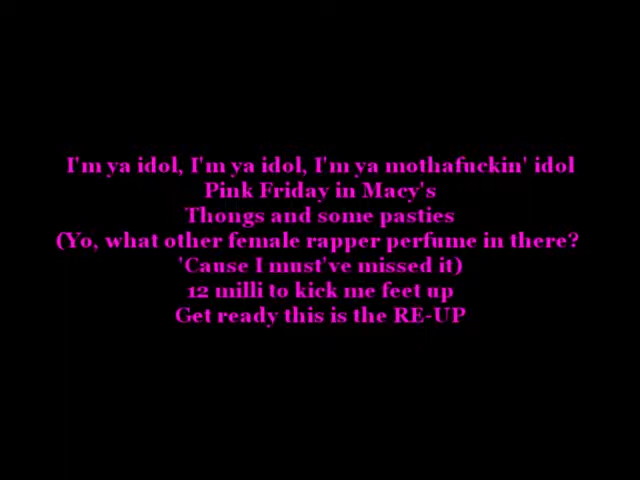 I'm ya idol, I'm ya idol, I'm ya mothafuckin' idol
Pink Friday in Macy's
Thongs and some pasties
(Yo, what other female rapper perfume in there?
'Cause I must've missed it)
12 milli to kick me feet up
Get ready this is the RE-UP